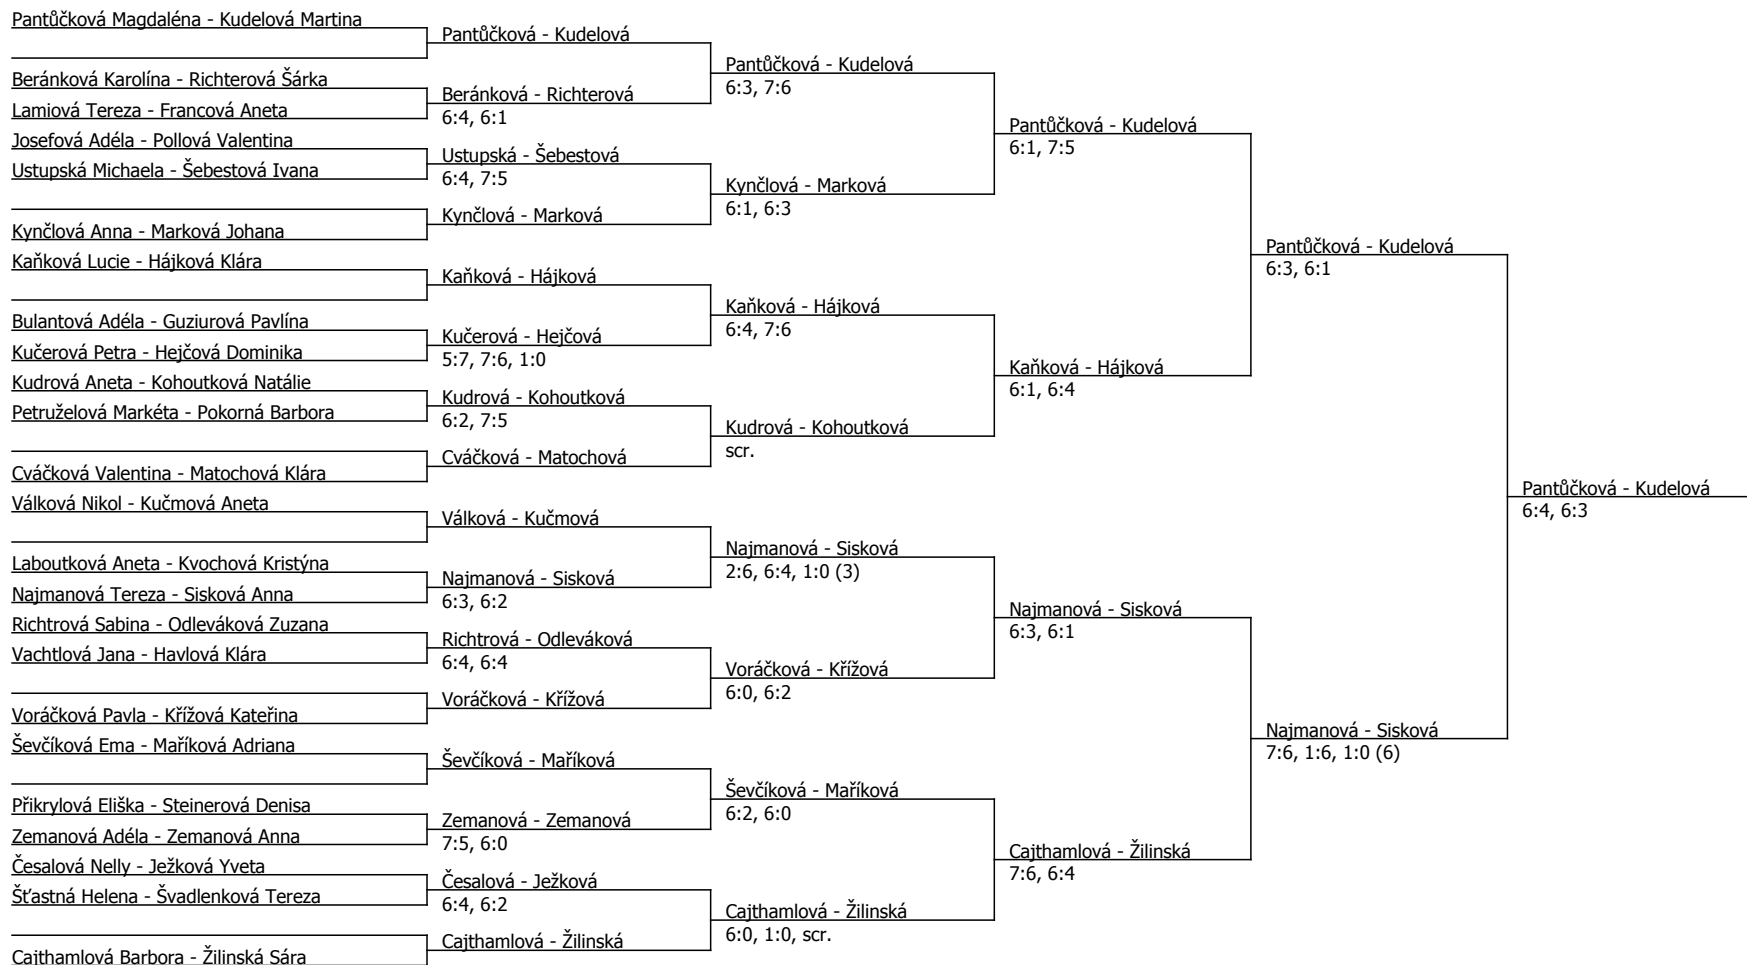 Pantůčková Magdaléna - Kudelová Martina
Beránková Karolína - Richterová Šárka
Lamiová Tereza - Francová Aneta
Josefová Adéla - Pollová Valentina
Ustupská Michaela - Šebestová Ivana
Kynčlová Anna - Marková Johana
Kaňková Lucie - Hájková Klára
Bulantová Adéla - Guziurová Pavlína
Kučerová Petra - Hejčová Dominika
Kudrová Aneta - Kohoutková Natálie
Petruželová Markéta - Pokorná Barbora
Cváčková Valentina - Matochová Klára
Válková Nikol - Kučmová Aneta
Laboutková Aneta - Kvochová Kristýna
Najmanová Tereza - Sisková Anna
Richtrová Sabina - Odleváková Zuzana
Vachtlová Jana - Havlová Klára
Voráčková Pavla - Křížová Kateřina
Ševčíková Ema - Maříková Adriana
Přikrylová Eliška - Steinerová Denisa
Zemanová Adéla - Zemanová Anna
Česalová Nelly - Ježková Yveta
Šťastná Helena - Švadlenková Tereza
Cajthamlová Barbora - Žilinská Sára
Pantůčková - Kudelová
Beránková - Richterová
6:4, 6:1
Ustupská - Šebestová
6:4, 7:5
Kynčlová - Marková
Kaňková - Hájková
Kučerová - Hejčová
5:7, 7:6, 1:0
Kudrová - Kohoutková
6:2, 7:5
Cváčková - Matochová
Válková - Kučmová
Najmanová - Sisková
6:3, 6:2
Richtrová - Odleváková
6:4, 6:4
Voráčková - Křížová
Ševčíková - Maříková
Zemanová - Zemanová
7:5, 6:0
Česalová - Ježková
6:4, 6:2
Cajthamlová - Žilinská
Pantůčková - Kudelová
6:3, 7:6
Kynčlová - Marková
6:1, 6:3
Kaňková - Hájková
6:4, 7:6
Kudrová - Kohoutková
scr.
Najmanová - Sisková
2:6, 6:4, 1:0 (3)
Voráčková - Křížová
6:0, 6:2
Ševčíková - Maříková
6:2, 6:0
Cajthamlová - Žilinská
6:0, 1:0, scr.
Pantůčková - Kudelová
6:1, 7:5
Kaňková - Hájková
6:1, 6:4
Najmanová - Sisková
6:3, 6:1
Cajthamlová - Žilinská
7:6, 6:4
Pantůčková - Kudelová
6:3, 6:1
Najmanová - Sisková
7:6, 1:6, 1:0 (6)
Pantůčková - Kudelová
6:4, 6:3